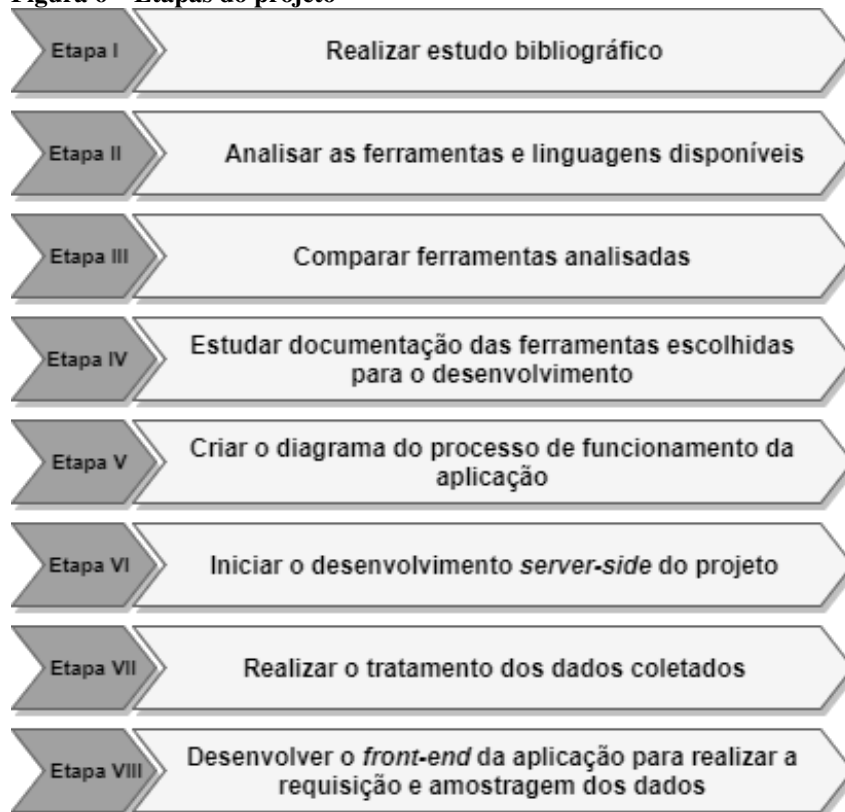 Figura 6 – Etapas do projeto
Etapa I
Realizar estudo bibliográfico
Etapa II
Analisar as ferramentas e linguagens disponíveis
Etapa III
Comparar ferramentas analisadas
Etapa IV
Estudar documentação das ferramentas escolhidas
para o desenvolvimento
Etapa V
Criar o diagrama do processo de funcionamento da
aplicação
Etapa VI
Iniciar o desenvolvimento server-side do projeto
Etapa VII
Realizar o tratamento dos dados coletados
Etapa VIII
Desenvolver o front-end da aplicação para realizar a
requisição e amostragem dos dados